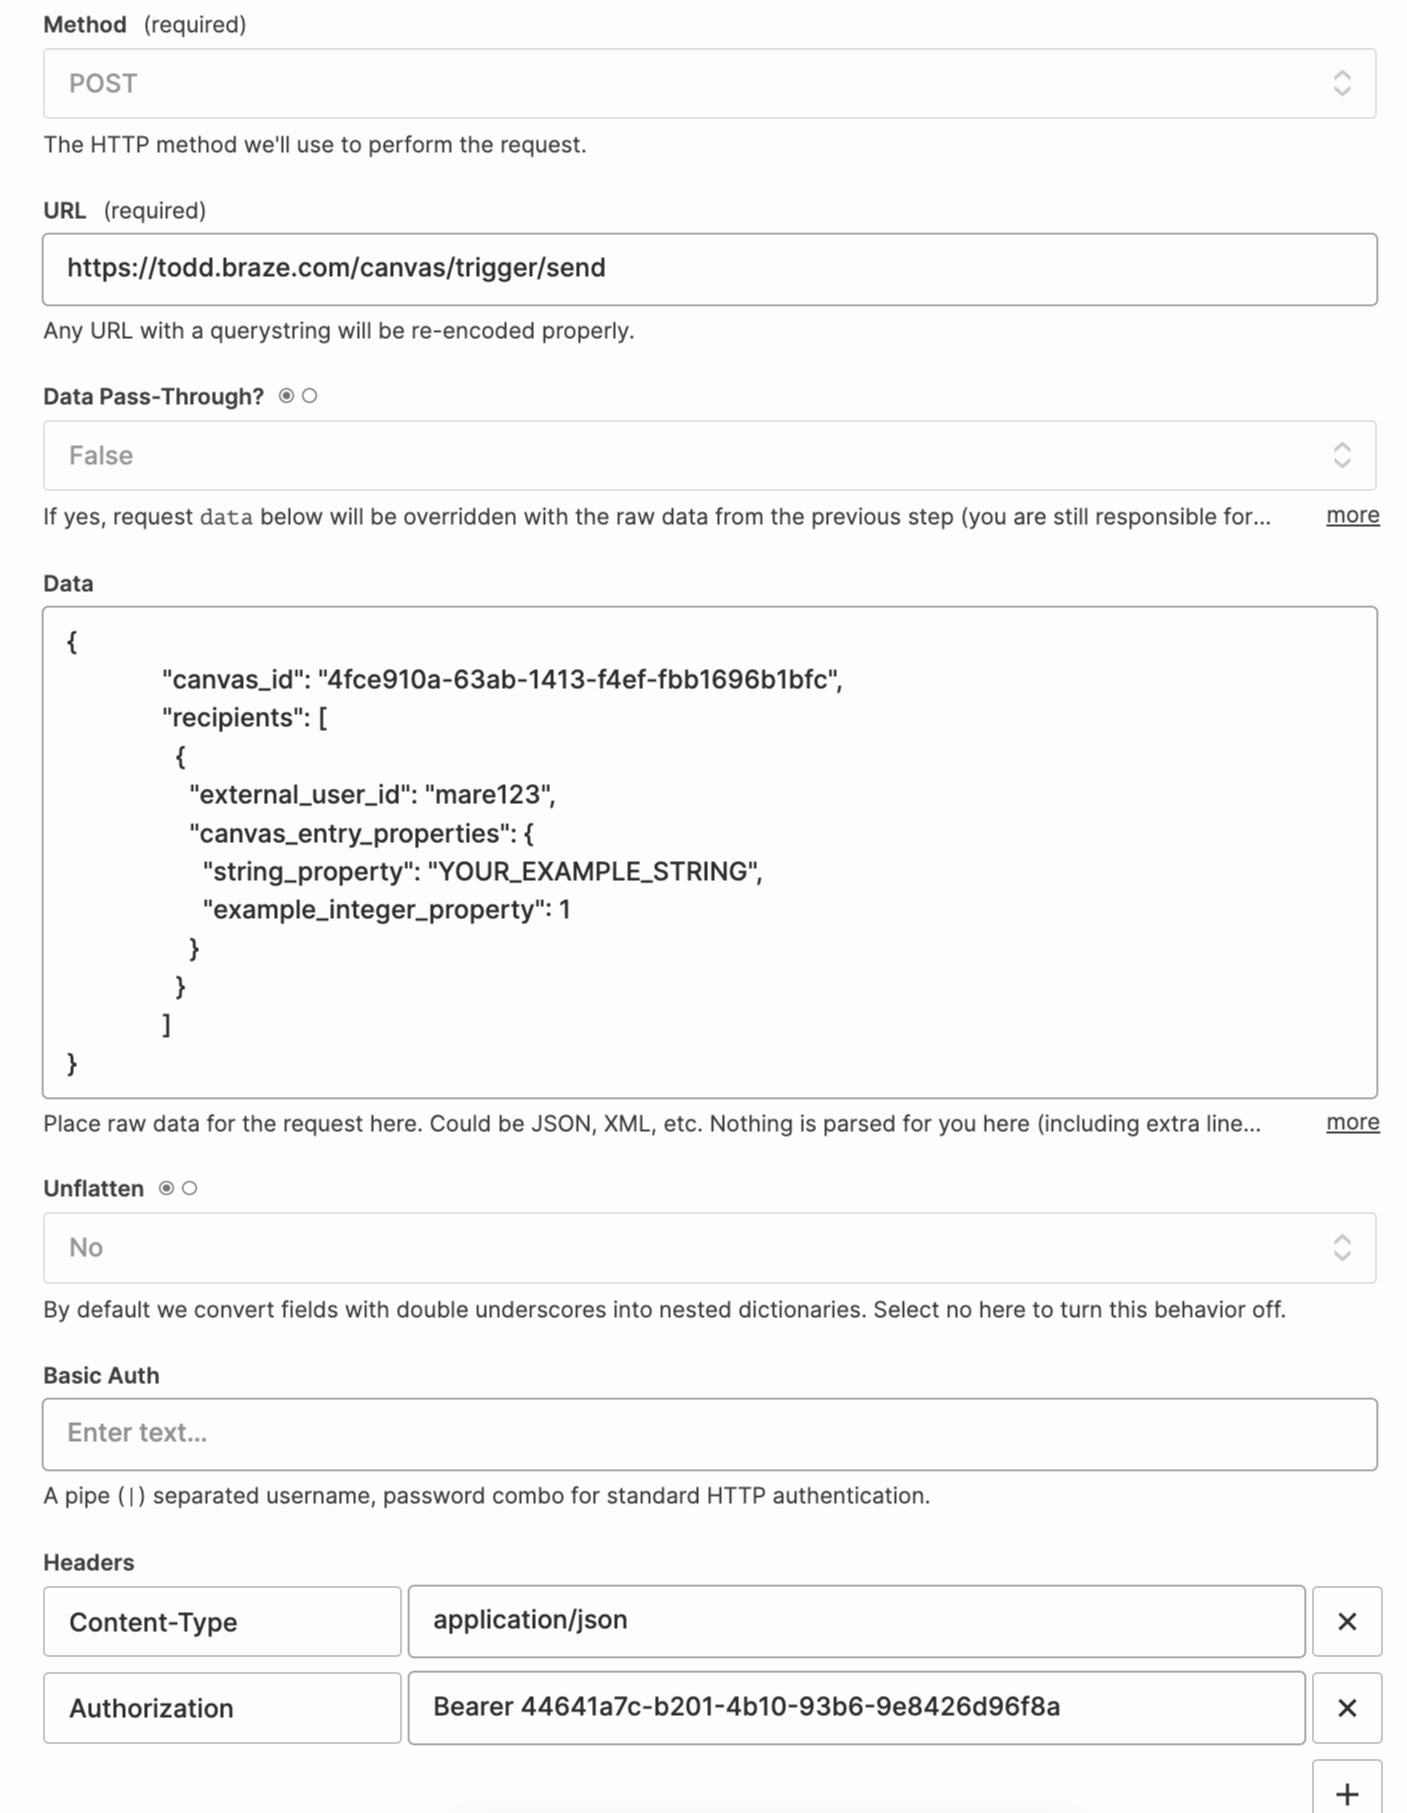 Method (required)
POST
The HTTP method we'll use to perform the request.
URL (required)
https://todd.braze.com/canvas/trigger/send
Any URL with a querystring will be re-encoded properly.
Data Pass-Through?
False
If yes, request data below will be overridden with the raw data from the previous step (you are still responsible for... more
Data
{
"canvas_id": "4fce910a-63ab-1413-f4ef-fbb1696b1bfc",
"recipients": [
{
"external_user_id": "mare123",
"canvas_entry_properties": {
"string_property": "YOUR_EXAMPLE_STRING",
"example_integer_property": 1
}
}
]
}
Place raw data for the request here. Could be JSON, XML, etc. Nothing is parsed for you here (including extra line... more
Unflatten
No
By default we convert fields with double underscores into nested dictionaries. Select no here to turn this behavior off.
Basic Auth
Enter text...
A pipe (|) separated username, password combo for standard HTTP authentication.
Headers
Content-Type application/json
Authorization Bearer 44641a7c-b201-4b10-93b6-9e8426d96f8a